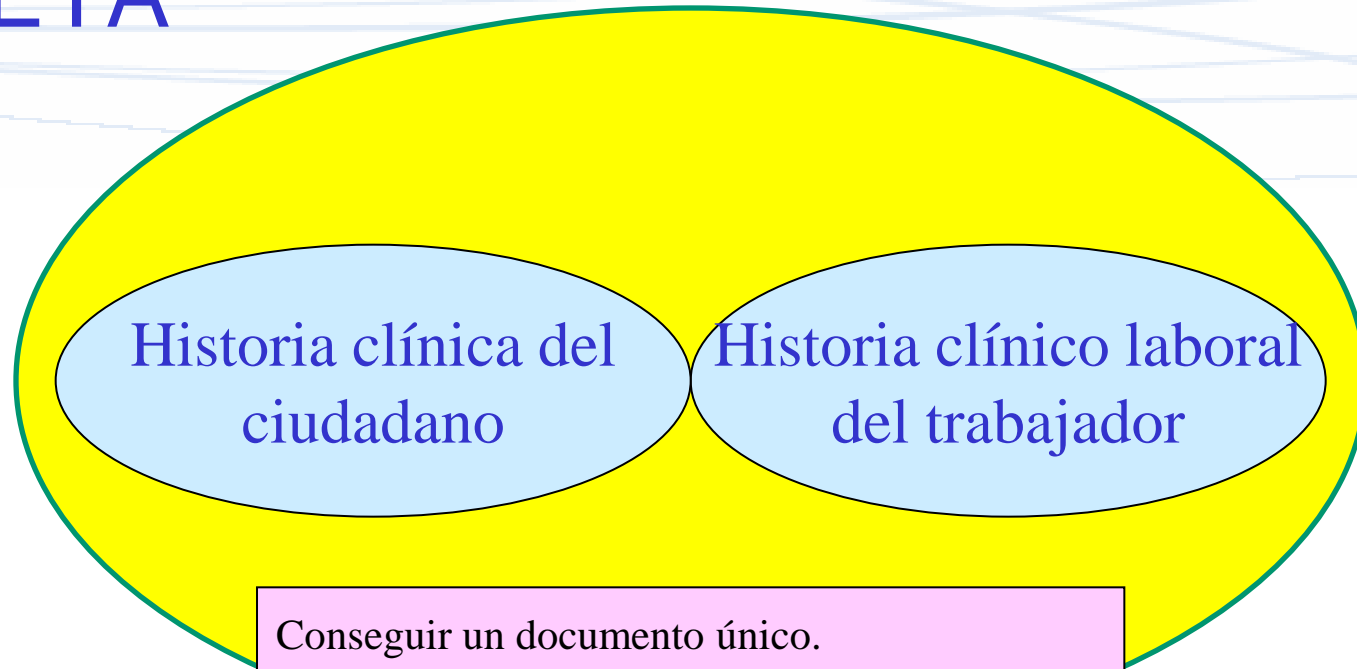 Historia clínica del
ciudadano
Historia clínico laboral
del trabajador
Conseguir un documento único.